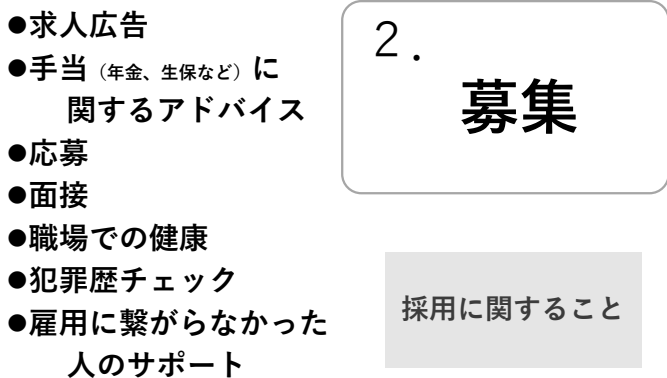 ●求人広告
●手当（年金、生保など）に
関するアドバイス
●応募
●面接
●職場での健康
●犯罪歴チェック
●雇用に繋がらなかった
人のサポート
２．
募集
採用に関すること